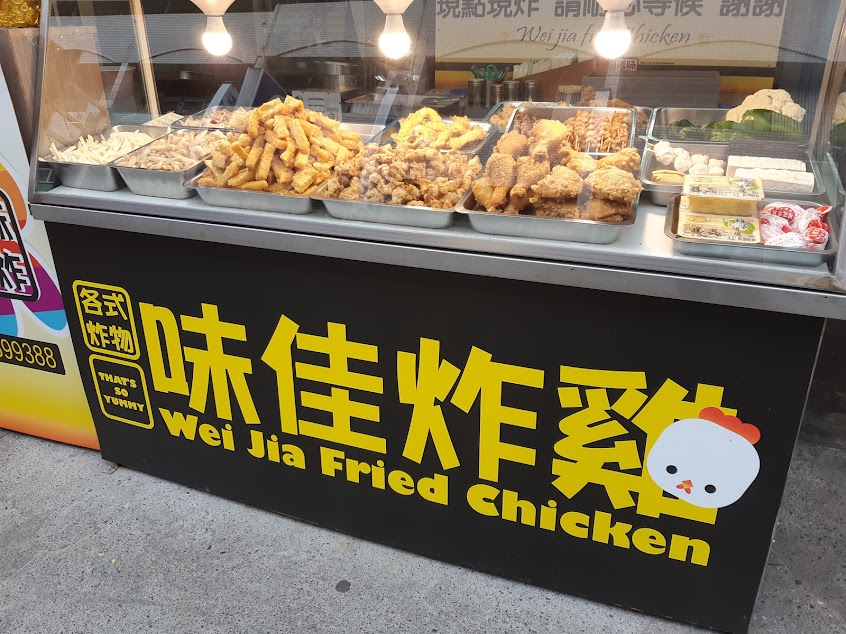 現點現炸 請耐心等候 謝謝
Wei jia fried chicken
各式
炸物
THAT'S
SO
YUMMY
味佳炸雞
Wei Jia Fried Chicken
炸
99388